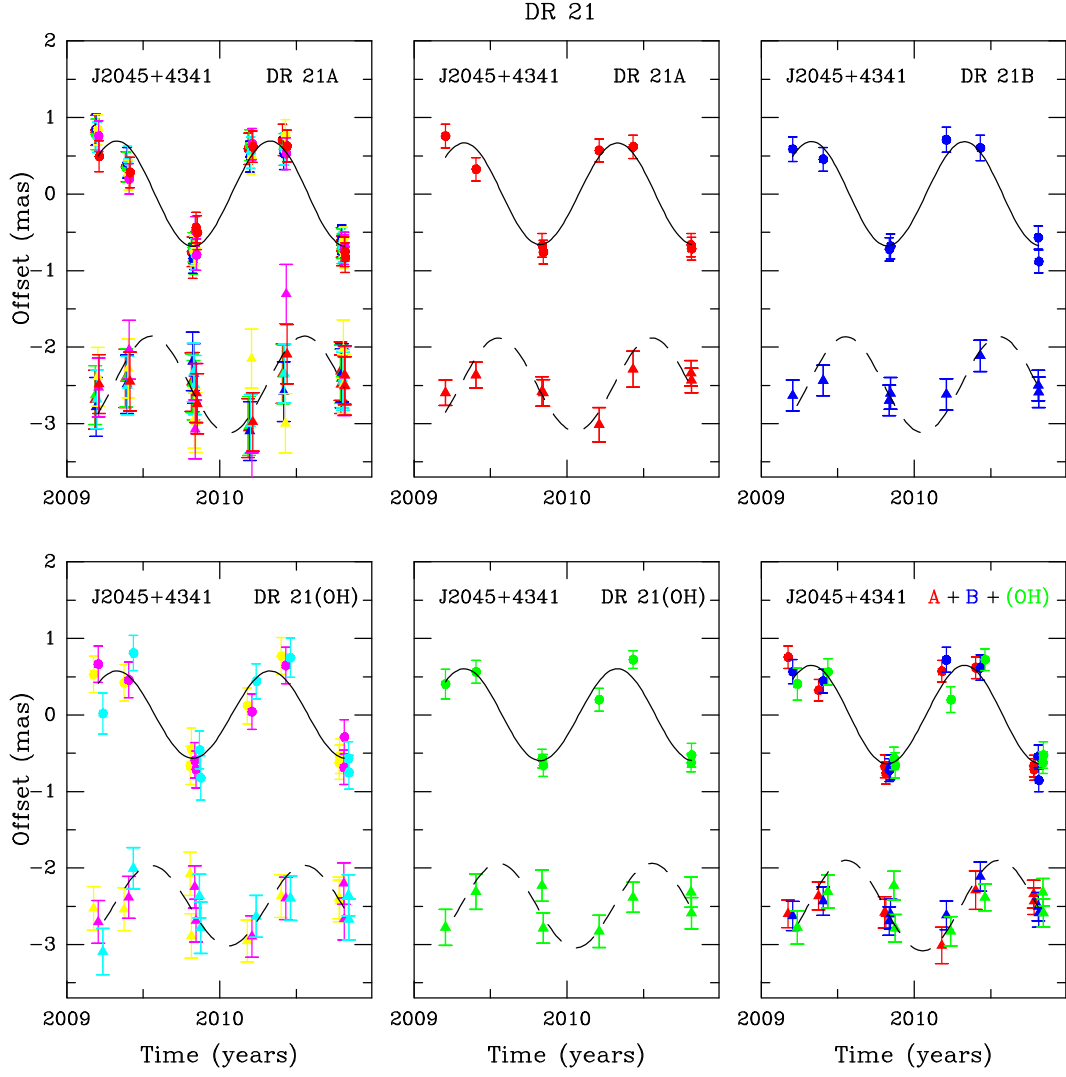 DR 21
2
J2045+4341 DR 21A
J2045+4341 DR 21A
J2045+4341 DR 21B
1
0
-1
-2
-3
Offset (mas)
2009 2010
2009 2010
2009 2010
2
J2045+4341 DR 21(OH)
J2045+4341 DR 21(OH)
J2045+4341 A + B + (OH)
1
0
-1
-2
-3
Offset (mas)
2009 2010
2009 2010
2009 2010
Time (years)
Time (years)
Time (years)